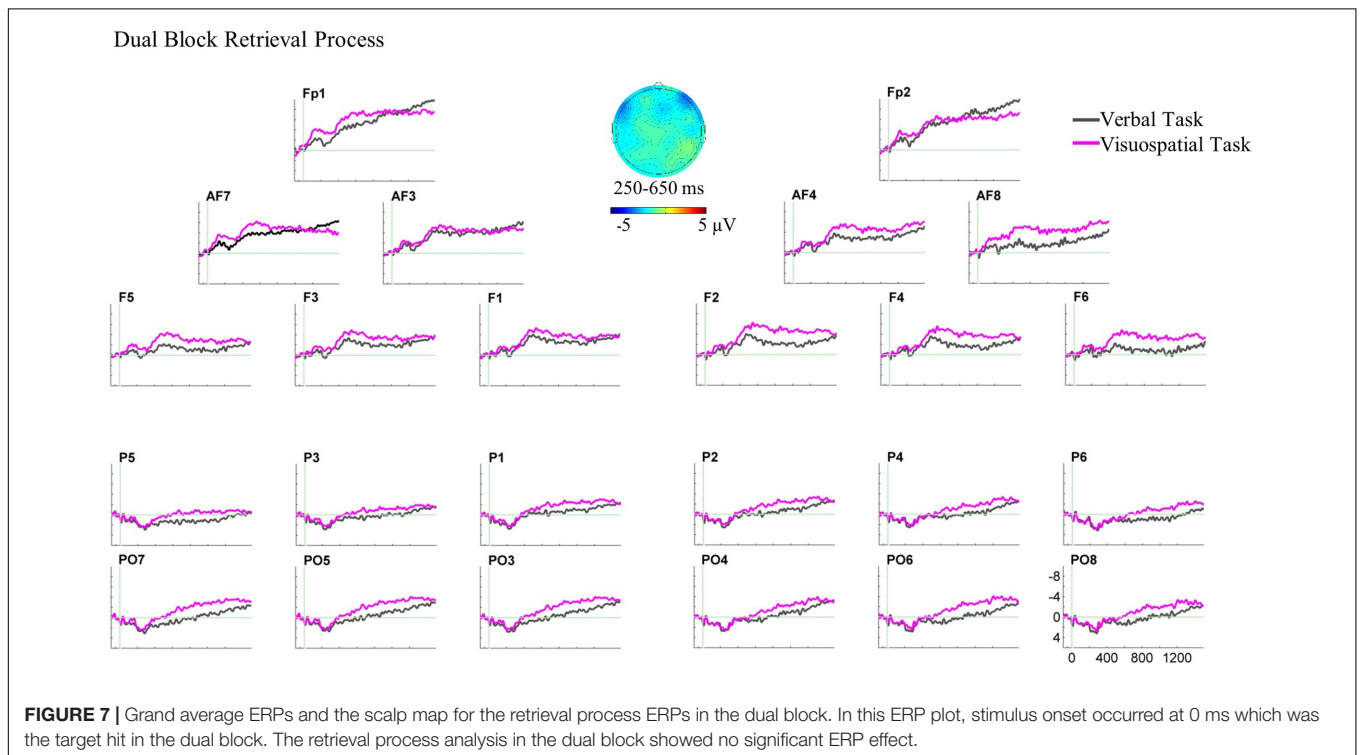 Dual Block Retrieval Process
Fp1
Fp2
Verbal Task
Visuospatial Task
250-650 ms
-5 5 µV
AF7 AF3 AF4 AF8
F5 F3 F1 F2 F4 F6
P5 P3 P1 P2 P4 P6
PO7 PO5 PO3 PO4 PO6 PO8
-8
-4
0
4
0 400 800 1200
FIGURE 7 | Grand average ERPs and the scalp map for the retrieval process ERPs in the dual block. In this ERP plot, stimulus onset occurred at 0 ms which was
the target hit in the dual block. The retrieval process analysis in the dual block showed no significant ERP effect.